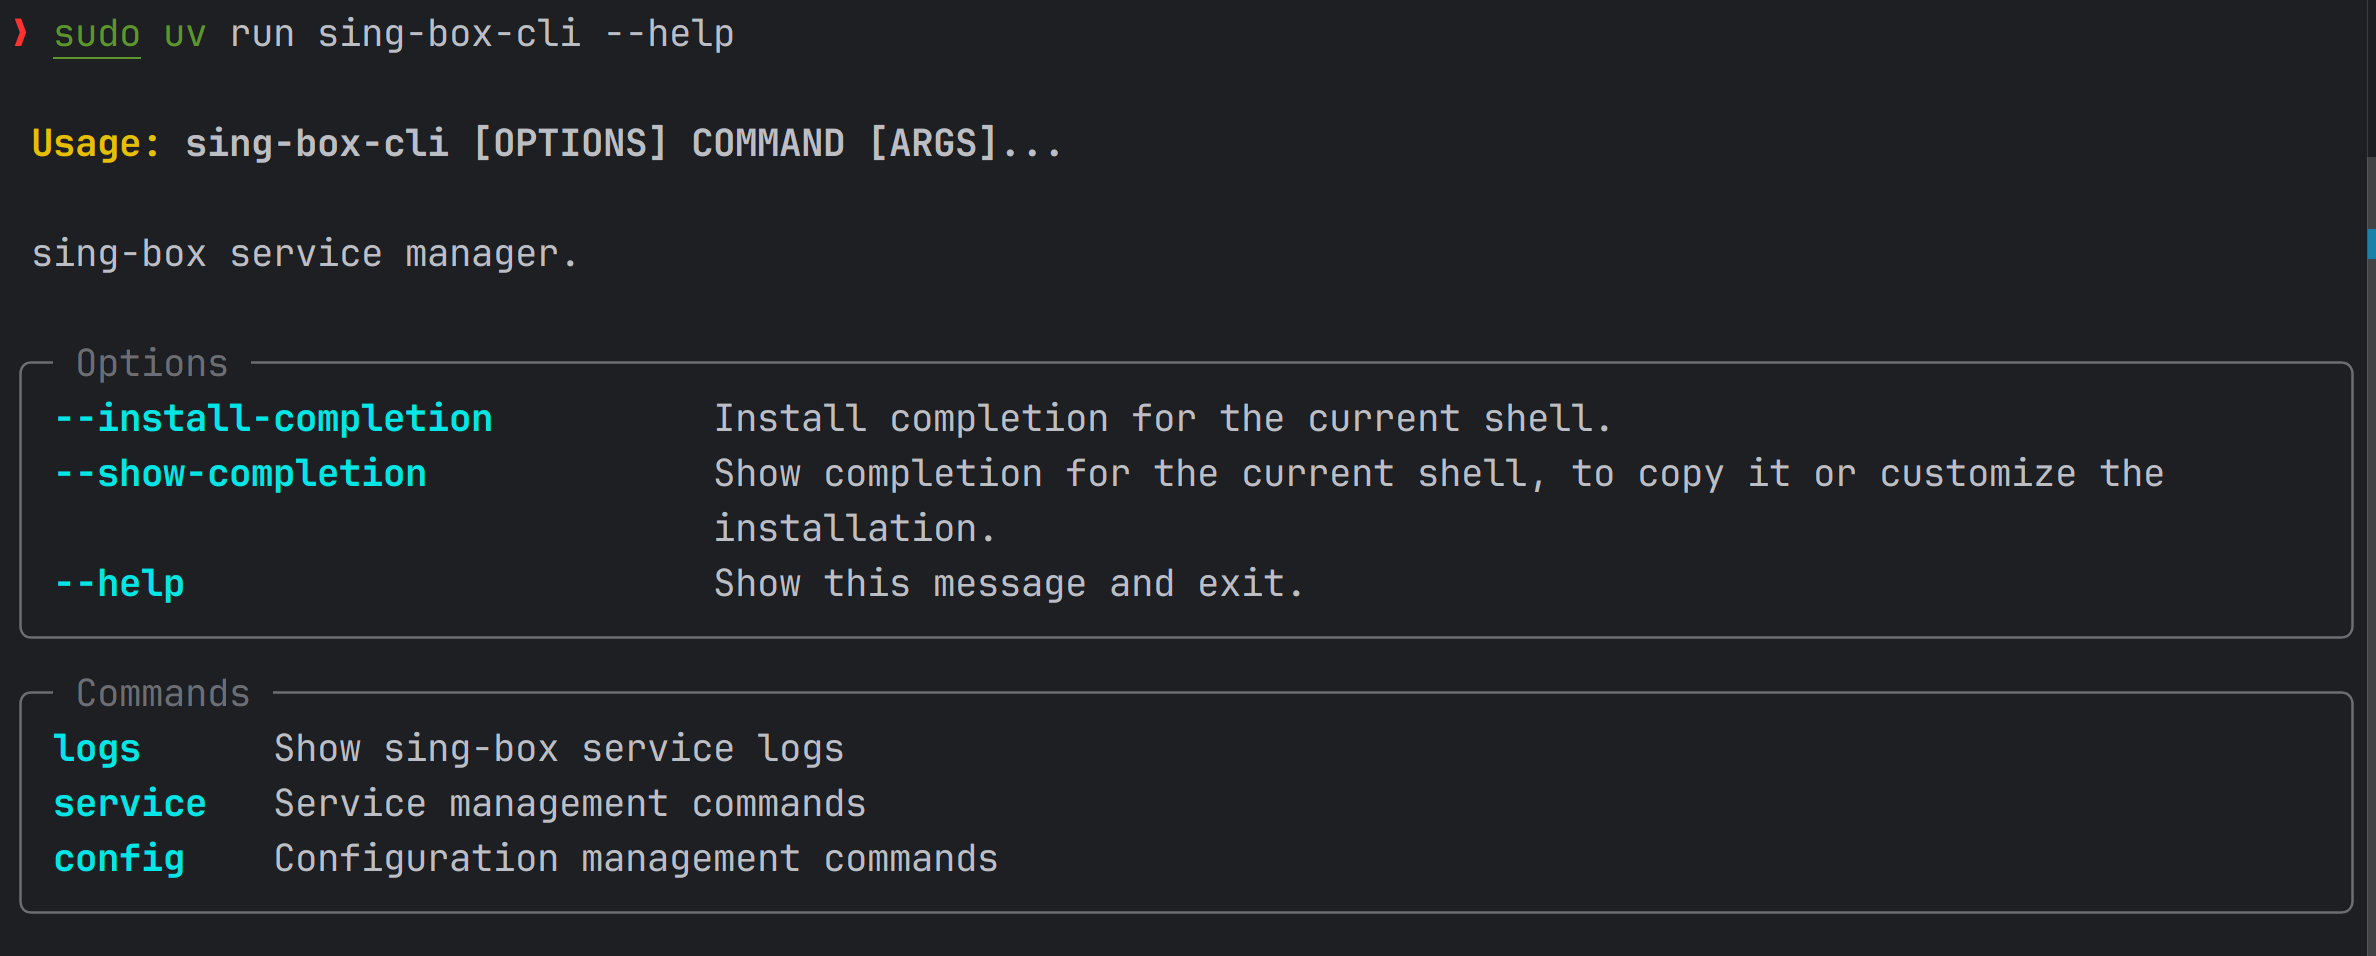 ❯ sudo uv run sing-box-cli --help
Usage: sing-box-cli [OPTIONS] COMMAND [ARGS]...
sing-box service manager.
Options
--install-completion Install completion for the current shell.
--show-completion Show completion for the current shell, to copy it or customize the
installation.
--help Show this message and exit.
Commands
logs Show sing-box service logs
service Service management commands
config Configuration management commands